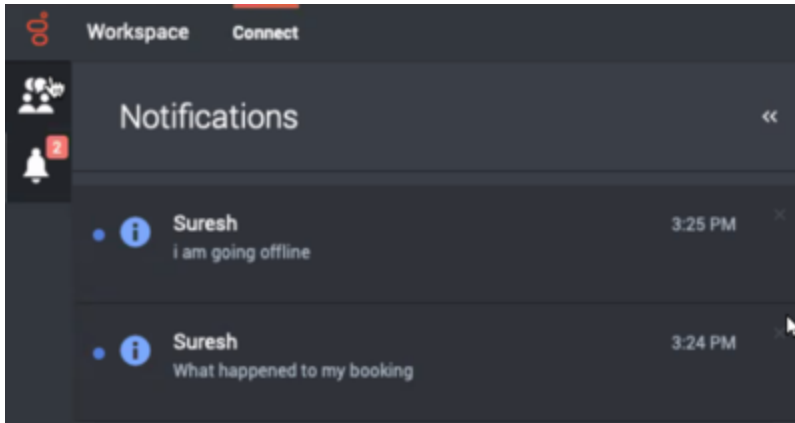 Workspace Connect
Notifications
2
Suresh 3:25 PM
i am going offline
Suresh 3:24 PM
What happened to my booking